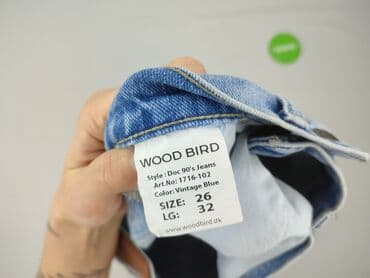 WOOD BIRD
Style : Doc 90's Jeans
Art.No: 1716-102
Color: Vintage Blue
SIZE: 26
LG: 32
www.woodbird.dk